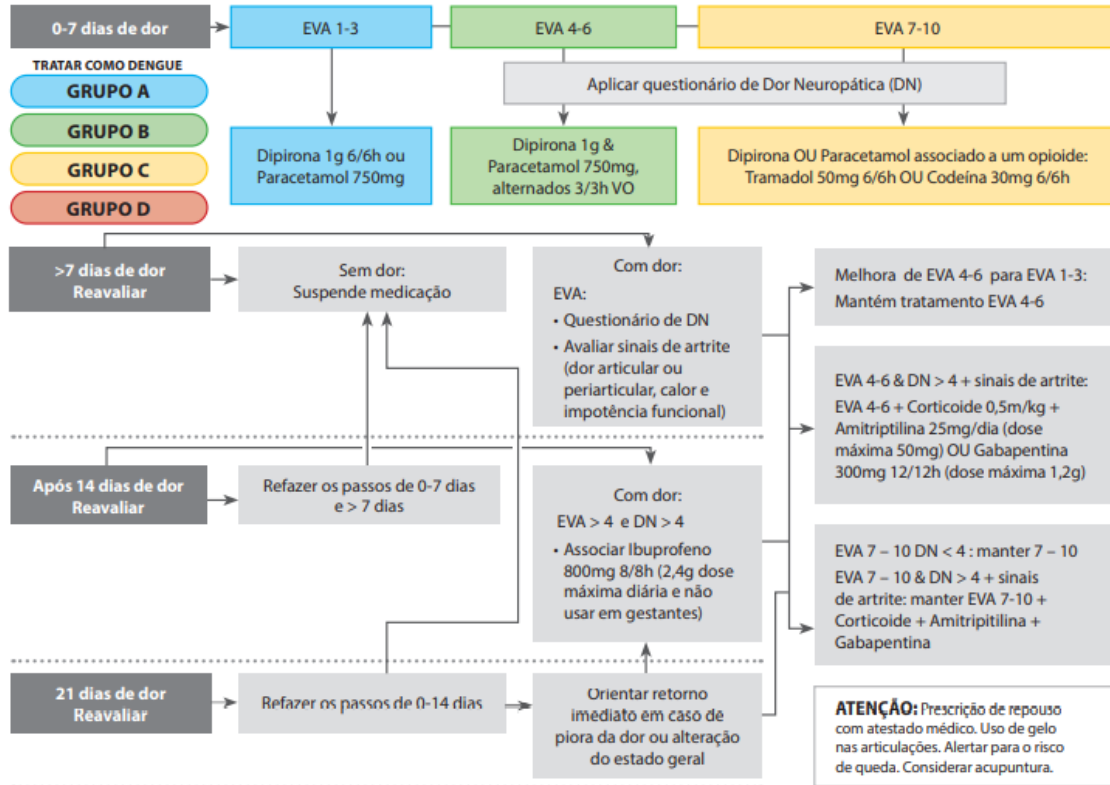 0-7 dias de dor
EVA 1-3
EVA 4-6
EVA 7-10
TRATAR COMO DENGUE
GRUPO A
GRUPO B
GRUPO C
GRUPO D
Aplicar questionário de Dor Neuropática (DN)
Dipirona 1g 6/6h ou
Paracetamol 750mg
Dipirona 1g &
Paracetamol 750mg,
alternados 3/3h VO
Dipirona OU Paracetamol associado a um opioide:
Tramadol 50mg 6/6h OU Codeína 30mg 6/6h
>7 dias de dor
Reavaliar
Sem dor:
Suspende medicação
Com dor:
EVA:
• Questionário de DN
• Avaliar sinais de artrite
(dor articular ou
periarticular, calor e
impotência funcional)
Melhora de EVA 4-6 para EVA 1-3:
Mantém tratamento EVA 4-6
EVA 4-6 & DN > 4 + sinais de artrite:
EVA 4-6 + Corticoide 0,5m/kg +
Amitriptilina 25mg/dia (dose
máxima 50mg) OU Gabapentina
300mg 12/12h (dose máxima 1,2g)
Após 14 dias de dor
Reavaliar
Refazer os passos de 0-7 dias
e > 7 dias
Com dor:
EVA > 4 e DN > 4
• Associar Ibuprofeno
800mg 8/8h (2,4g dose
máxima diária e não
usar em gestantes)
EVA 7 – 10 DN < 4 : manter 7 – 10
EVA 7 – 10 & DN > 4 + sinais
de artrite: manter EVA 7-10 +
Corticoide + Amitripitilina +
Gabapentina
21 dias de dor
Reavaliar
Refazer os passos de 0-14 dias
Orientar retorno
imediato em caso de
piora da dor ou alteração
do estado geral
ATENÇÃO: Prescrição de repouso
com atestado médico. Uso de gelo
nas articulações. Alertar para o risco
de queda. Considerar acupuntura.